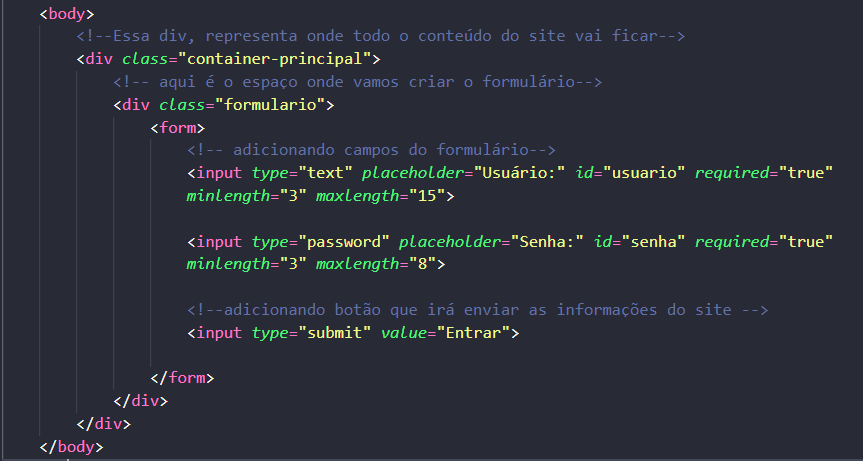 <body>
<!--Essa div, representa onde todo o conteúdo do site vai ficar-->
<div class="container-principal">
<!-- aqui é o espaço onde vamos criar o formulário-->
<div class="formulario">
<form>
<!-- adicionando campos do formulário-->
<input type="text" placeholder="Usuário:" id="usuario" required="true"
minlength="3" maxlength="15">
<input type="password" placeholder="Senha:" id="senha" required="true"
minlength="3" maxlength="8">
<!--adicionando botão que irá enviar as informações do site -->
<input type="submit" value="Entrar">
</form>
</div>
</div>
</body>